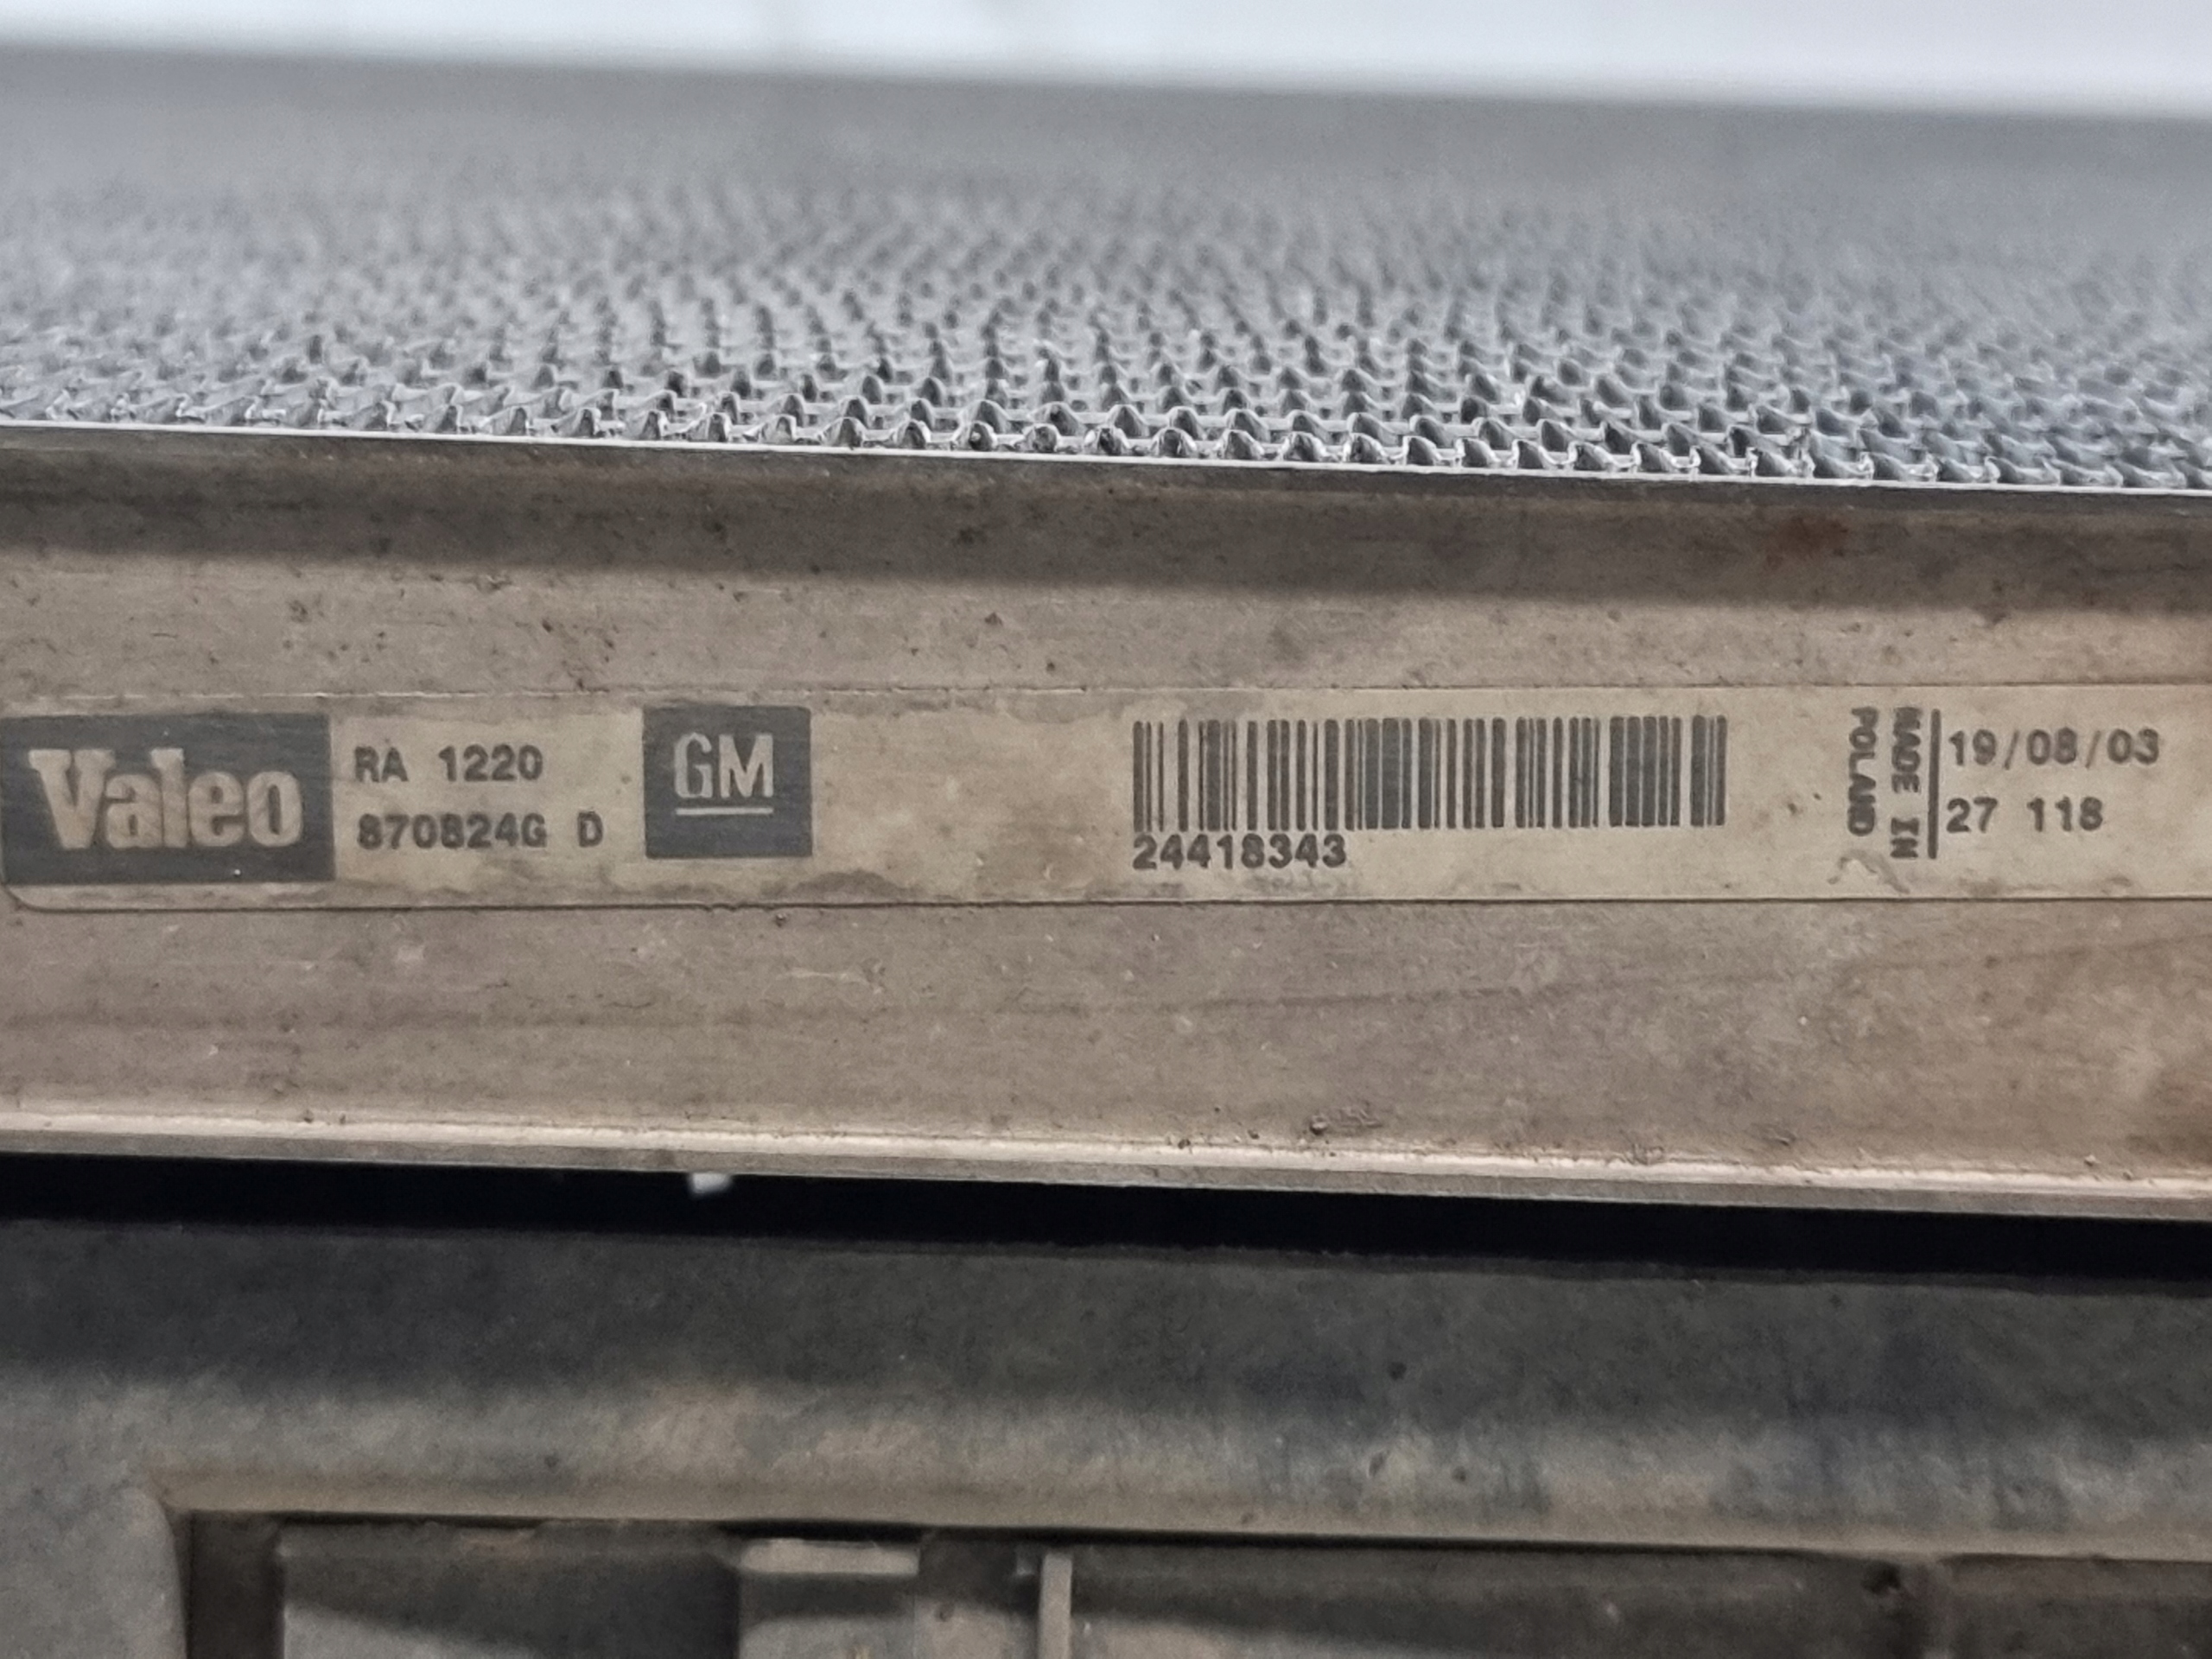 Valeo
RA 1220
870824G D
GM
24418343
MADE IN
POLAND
19/08/03
27 118